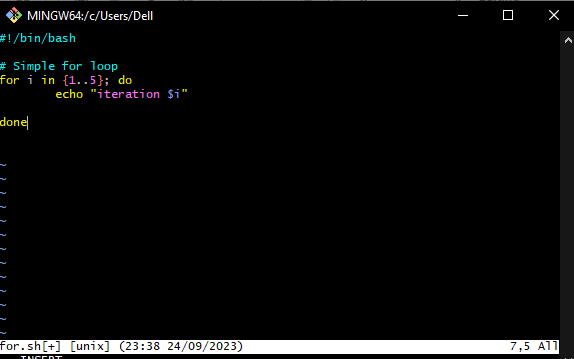 MINGW64:/c/Users/Dell
#!/bin/bash
# Simple for loop
for i in {1..5}; do
        echo "iteration $i"
done
~
~
~
~
~
~
~
~
~
~
~
~
~
for.sh[+] [unix] (23:38 24/09/2023) 7,5 All
-- INSERT --